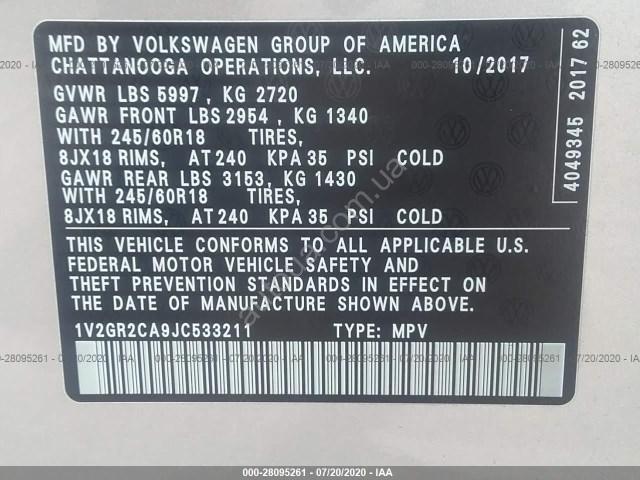 MFD BY VOLKSWAGEN GROUP OF AMERICA
CHATTANOOGA OPERATIONS, LLC. 10/2017
GVWR LBS 5997 , KG 2720
GAWR FRONT LBS 2954 , KG 1340
WITH 245/60R18 TIRES,
8JX18 RIMS, AT 240 KPA 35 PSI COLD
GAWR REAR LBS 3153, KG 1430
WITH 245/60R18 TIRES,
8JX18 RIMS, AT 240 KPA 35 PSI COLD
THIS VEHICLE CONFORMS TO ALL APPLICABLE U.S.
FEDERAL MOTOR VEHICLE SAFETY AND
THEFT PREVENTION STANDARDS IN EFFECT ON THE
DATE OF MANUFACTURE SHOWN ABOVE.
1V2GR2CA9JC533211 TYPE: MPV
4049345 2017 62
000-28095261 - 07/20/2020 - IAA